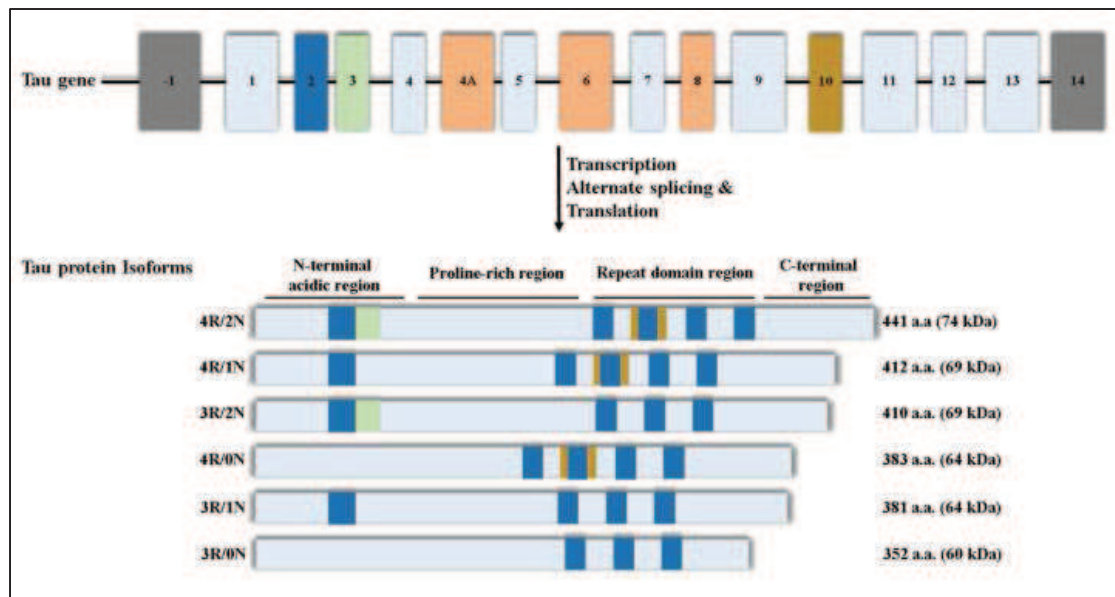 Tau gene -1 1 2 3 4 4A 5 6 7 8 9 10 11 12 13 14
Transcription
Alternate splicing &
Translation
Tau protein Isoforms
N-terminal
acidic region
Proline-rich region
Repeat domain region
C-terminal
region
4R/2N 441 a.a (74 kDa)
4R/1N 412 a.a. (69 kDa)
3R/2N 410 a.a. (69 kDa)
4R/0N 383 a.a. (64 kDa)
3R/1N 381 a.a. (64 kDa)
3R/0N 352 a.a. (60 kDa)